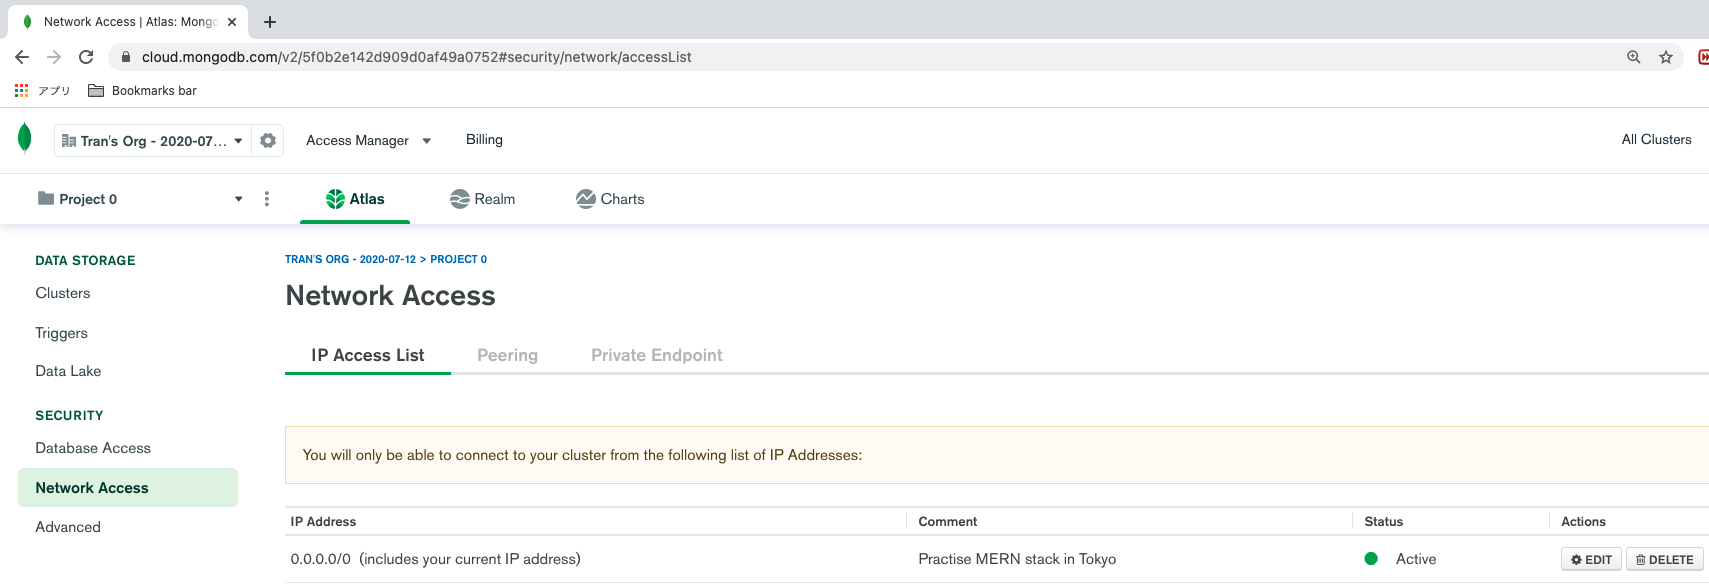 Network Access | Atlas: Mongo
cloud.mongodb.com/v2/5f0b2e142d909d0af49a0752#security/network/accessList
アプリ Bookmarks bar
Tran's Org - 2020-07... Access Manager Billing All Clusters
Project 0 Atlas Realm Charts
DATA STORAGE
Clusters
Triggers
Data Lake
SECURITY
Database Access
Network Access
Advanced
TRAN'S ORG - 2020-07-12 > PROJECT 0
Network Access
IP Access List Peering Private Endpoint
You will only be able to connect to your cluster from the following list of IP Addresses:
IP Address Comment Status Actions
0.0.0.0/0 (includes your current IP address) Practise MERN stack in Tokyo Active EDIT DELETE